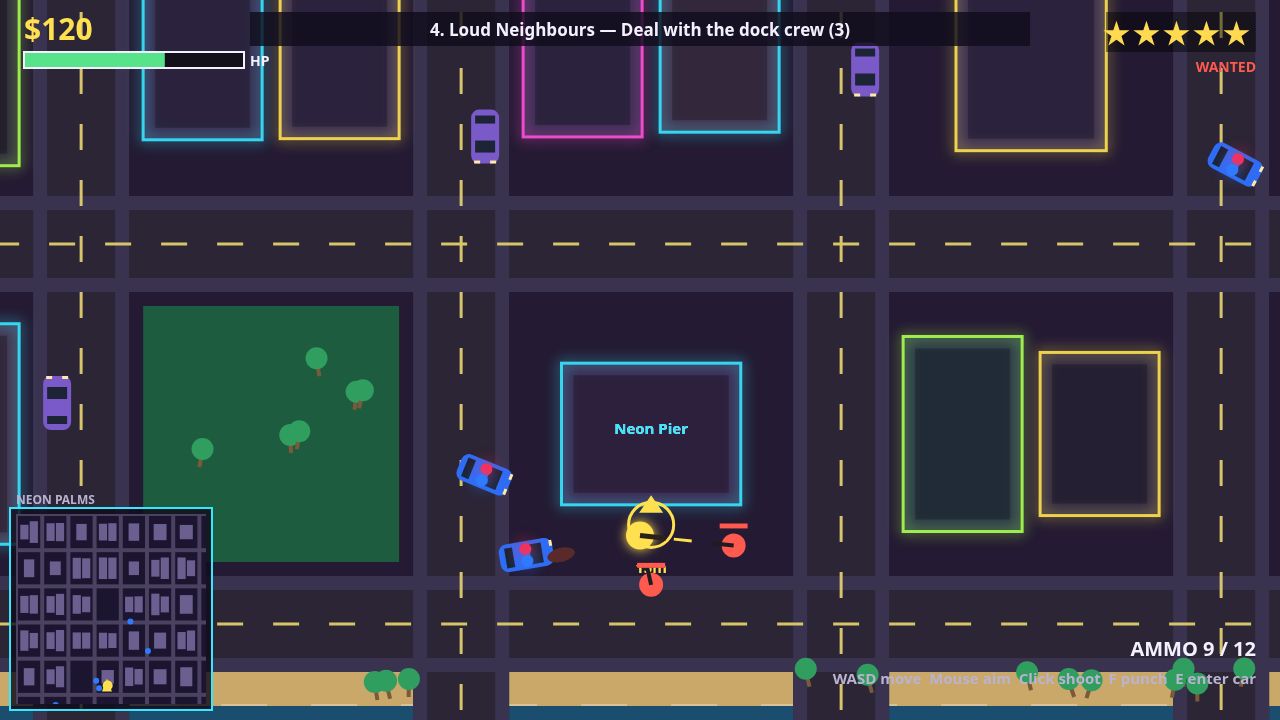 $120
HP
4. Loud Neighbours — Deal with the dock crew (3)
★★★★★
WANTED
Neon Pier
NEON PALMS
AMMO 9 / 12
WASD move  Mouse aim  Click shoot  F punch  E enter car